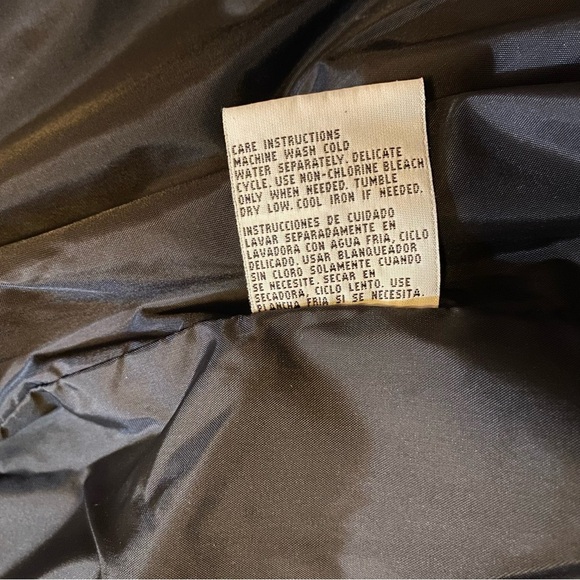 CARE INSTRUCTIONS
MACHINE WASH COLD
WATER SEPARATELY. DELICATE
CYCLE. USE NON-CHLORINE BLEACH
ONLY WHEN NEEDED. TUMBLE
DRY LOW. COOL IRON IF NEEDED.
INSTRUCCIONES DE CUIDADO
LAVAR SEPARADAMENTE EN
LAVADORA CON AGUA FRIA, CICLO
DELICADO. USAR BLANQUEADOR
SIN CLORO SOLAMENTE CUANDO
SE NECESITE. SECAR EN
SECADORA, CICLO LENTO. USE
PLANCHA FRIA SI SE NECESITA.